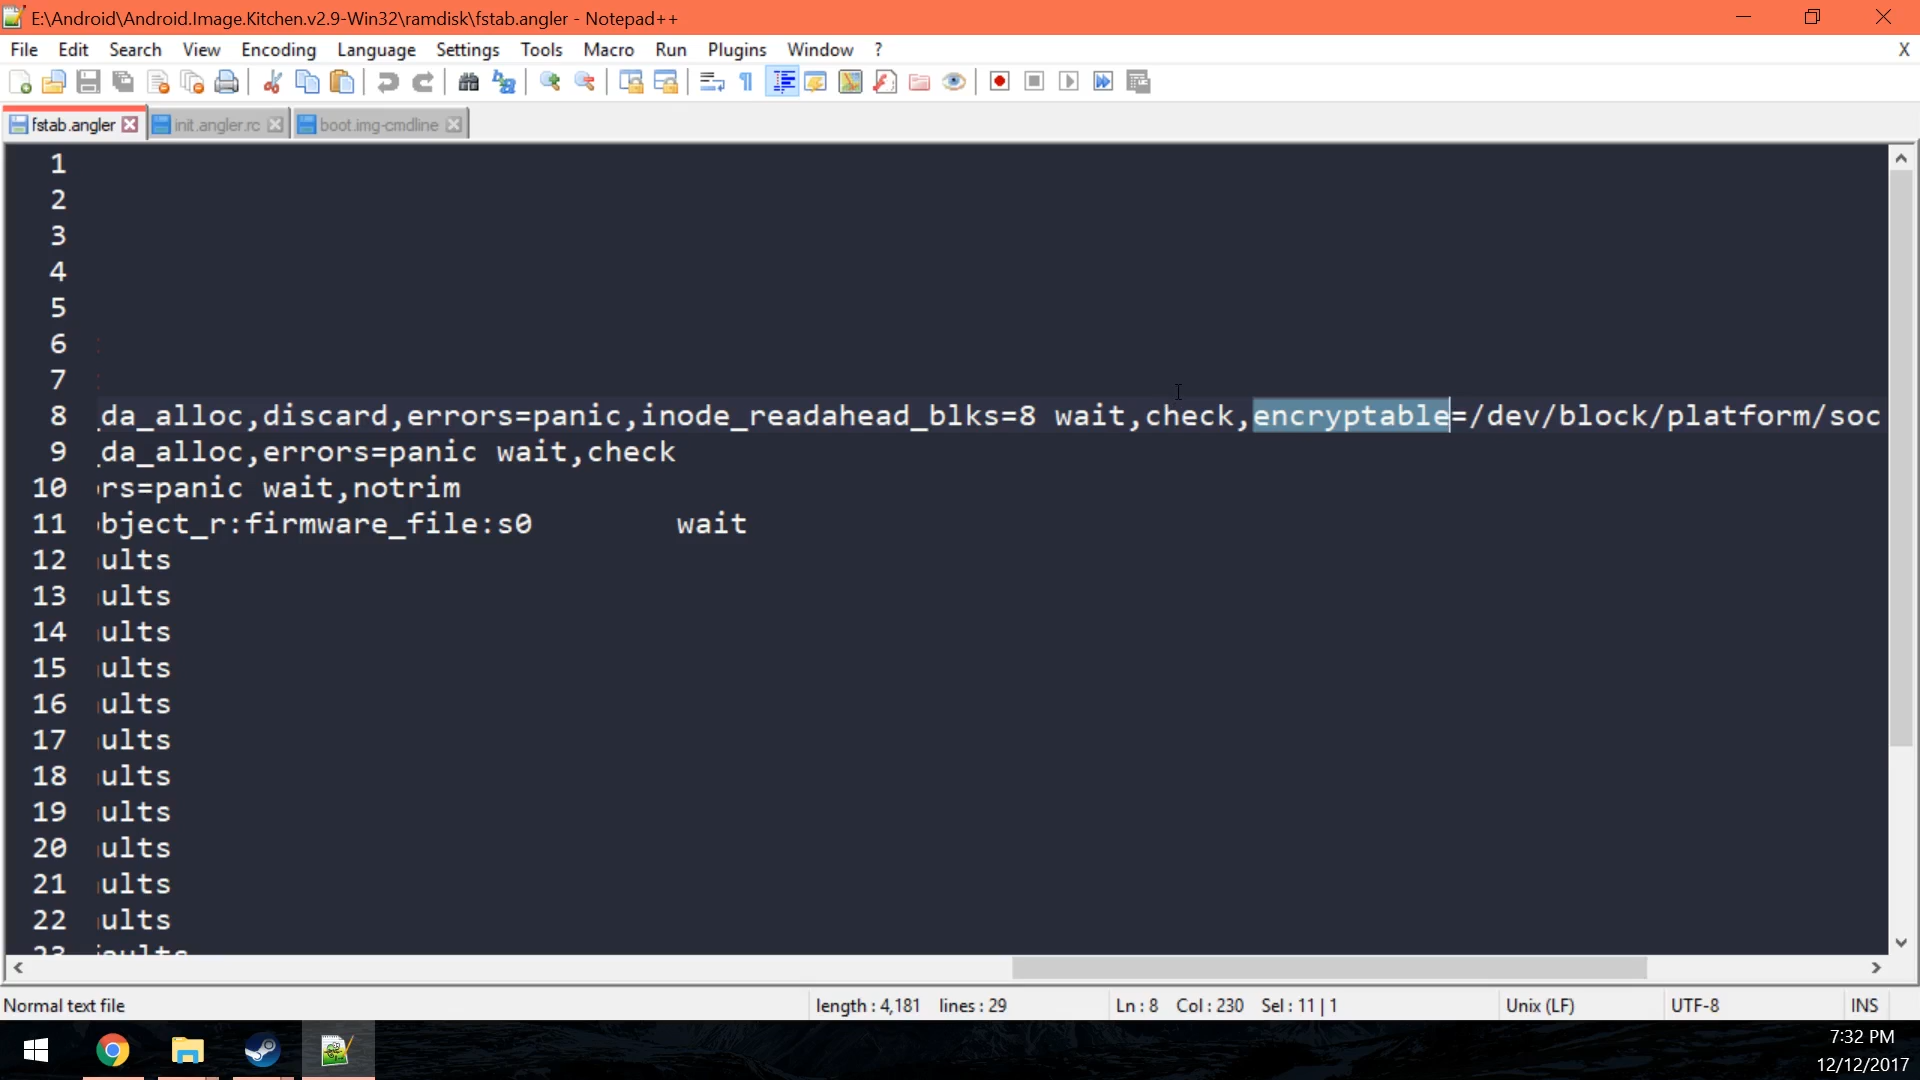 E:\Android\Android.Image.Kitchen.v2.9-Win32\ramdisk\fstab.angler - Notepad++
File Edit Search View Encoding Language Settings Tools Macro Run Plugins Window ? X
fstab.angler init.angler.rc boot.img-cmdline
1
2
3
4
5
6
7
8 _da_alloc,discard,errors=panic,inode_readahead_blks=8 wait,check,encryptable=/dev/block/platform/soc
9 _da_alloc,errors=panic wait,check
10 rs=panic wait,notrim
11 bject_r:firmware_file:s0 wait
12 ults
13 ults
14 ults
15 ults
16 ults
17 ults
18 ults
19 ults
20 ults
21 ults
22 ults
23 aults
Normal text file length : 4,181 lines : 29 Ln : 8 Col : 230 Sel : 11 | 1 Unix (LF) UTF-8 INS
7:32 PM
12/12/2017